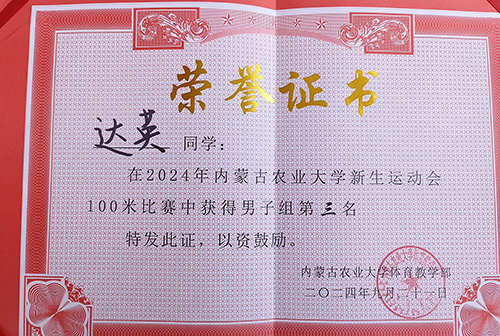 荣誉证书
达英 同学：
在2024年内蒙古农业大学新生运动会
100米比赛中获得男子组第三名
特发此证，以资鼓励。
内蒙古农业大学体育教学部
二〇二四年九月二十一日